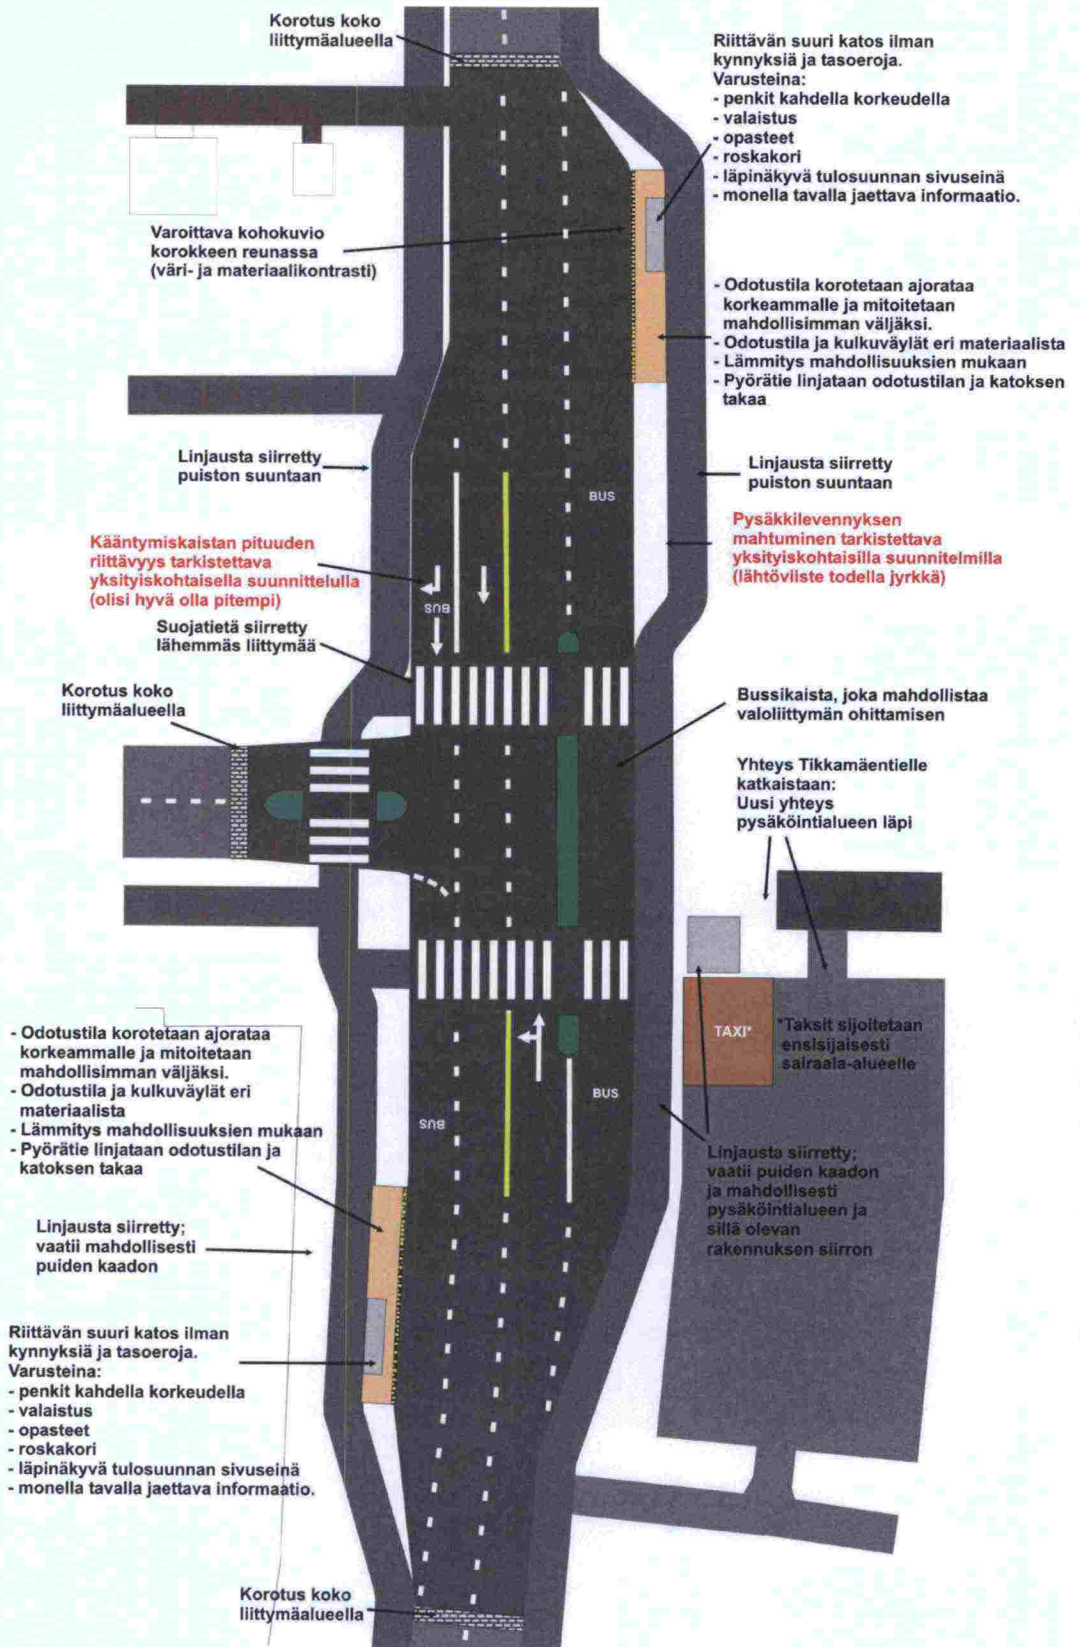 Korotus koko
liittymäalueella
Riittävän suuri katos ilman
kynnyksiä ja tasoeroja.
Varusteina:
- penkit kahdella korkeudella
- valaistus
- opasteet
- roskakori
- läpinäkyvä tulosuunnan sivuseinä
- monella tavalla jaettava informaatio.
Varoittava kohokuvio
korokkeen reunassa
(väri- ja materiaalikontrasti)
- Odotustila korotetaan ajorataa
korkeammalle ja mitoitetaan
mahdollisimman väljäksi.
- Odotustila ja kulkuväylät eri materiaalista
- Lämmitys mahdollisuuksien mukaan
- Pyörätie linjataan odotustilan ja katoksen
takaa
Linjausta siirretty
puiston suuntaan
Linjausta siirretty
puiston suuntaan
BUS
Kääntymiskaistan pituuden
riittävyys tarkistettava
yksityiskohtaisella suunnittelulla
(olisi hyvä olla pitempi)
Pysäkkilevennyksen
mahtuminen tarkistettava
yksityiskohtaisilla suunnitelmilla
(lähtöviiste todella jyrkkä)
BUS
Suojatietä siirretty
lähemmäs liittymää
Korotus koko
liittymäalueella
Bussikaista, joka mahdollistaa
valoliittymän ohittamisen
Yhteys Tikkamäentielle
katkaistaan:
Uusi yhteys
pysäköintialueen läpi
- Odotustila korotetaan ajorataa
korkeammalle ja mitoitetaan
mahdollisimman väljäksi.
- Odotustila ja kulkuväylät eri
materiaalista
- Lämmitys mahdollisuuksien mukaan
- Pyörätie linjataan odotustilan ja
katoksen takaa
TAXI*
*Taksit sijoitetaan
ensisijaisesti
sairaala-alueelle
BUS
BUS
Linjausta siirretty;
vaatii puiden kaadon
ja mahdollisesti
pysäköintialueen ja
sillä olevan
rakennuksen siirron
Linjausta siirretty;
vaatii mahdollisesti
puiden kaadon
Riittävän suuri katos ilman
kynnyksiä ja tasoeroja.
Varusteina:
- penkit kahdella korkeudella
- valaistus
- opasteet
- roskakori
- läpinäkyvä tulosuunnan sivuseinä
- monella tavalla jaettava informaatio.
Korotus koko
liittymäalueella